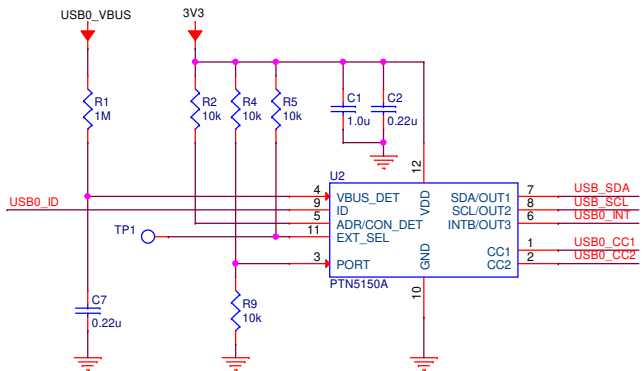 USB0_VBUS
3V3
R1
1M
R2
10k
R4
10k
R5
10k
C1
1.0u
C2
0.22u
U2
12
USB0_ID
4
VBUS_DET
9
ID
5
ADR/CON_DET
11
EXT_SEL
3
PORT
VDD
GND
SDA/OUT1
7
USB_SDA
SCL/OUT2
8
USB_SCL
INTB/OUT3
6
USB0_INT
CC1
1
USB0_CC1
CC2
2
USB0_CC2
TP1
PTN5150A
10
C7
0.22u
R9
10k